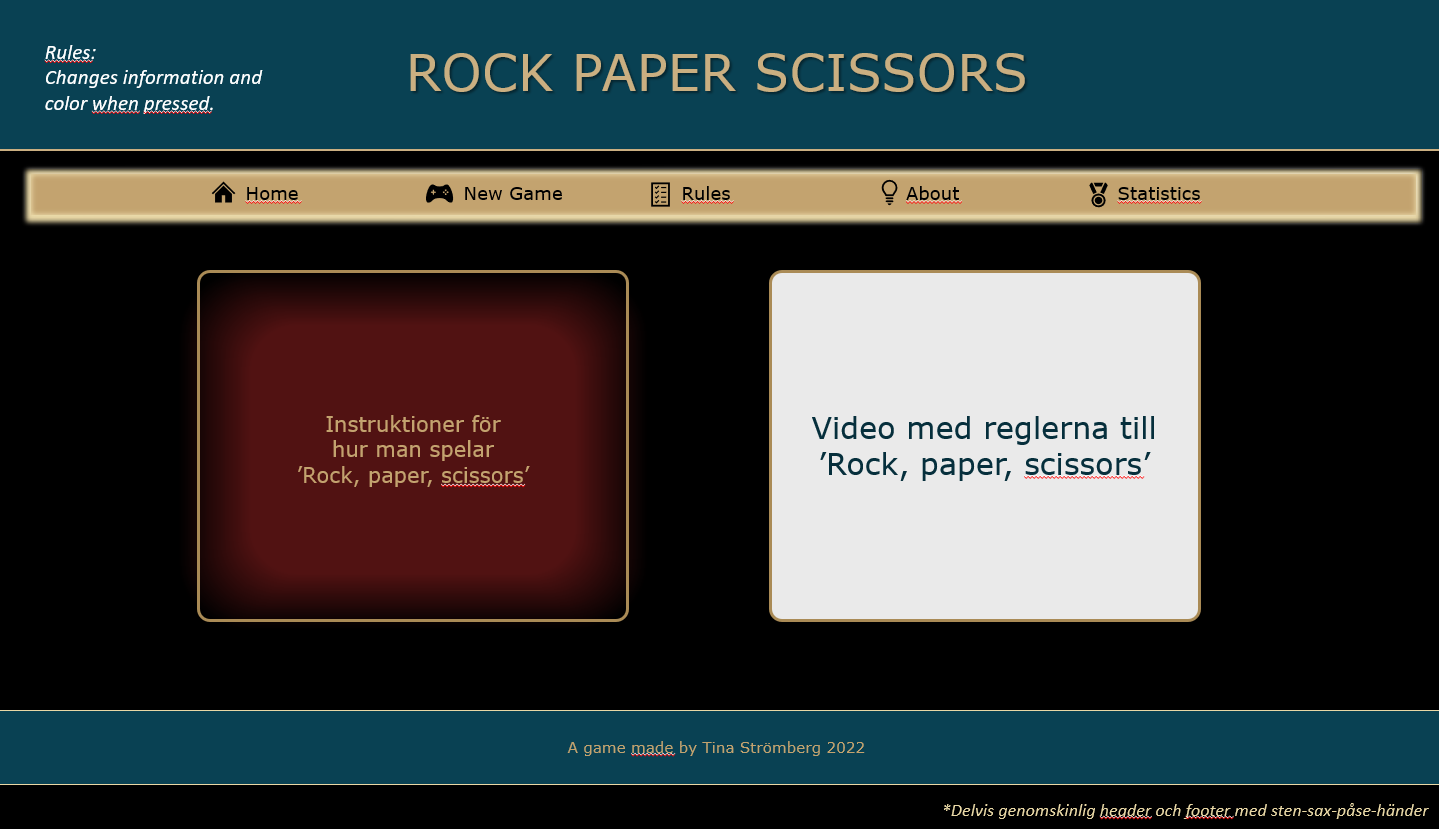 Rules:
Changes information and
color when pressed.
ROCK PAPER SCISSORS
Home New Game Rules About Statistics
Instruktioner för
hur man spelar
’Rock, paper, scissors’
Video med reglerna till
’Rock, paper, scissors’
A game made by Tina Strömberg 2022
*Delvis genomskinlig header och footer med sten-sax-påse-händer